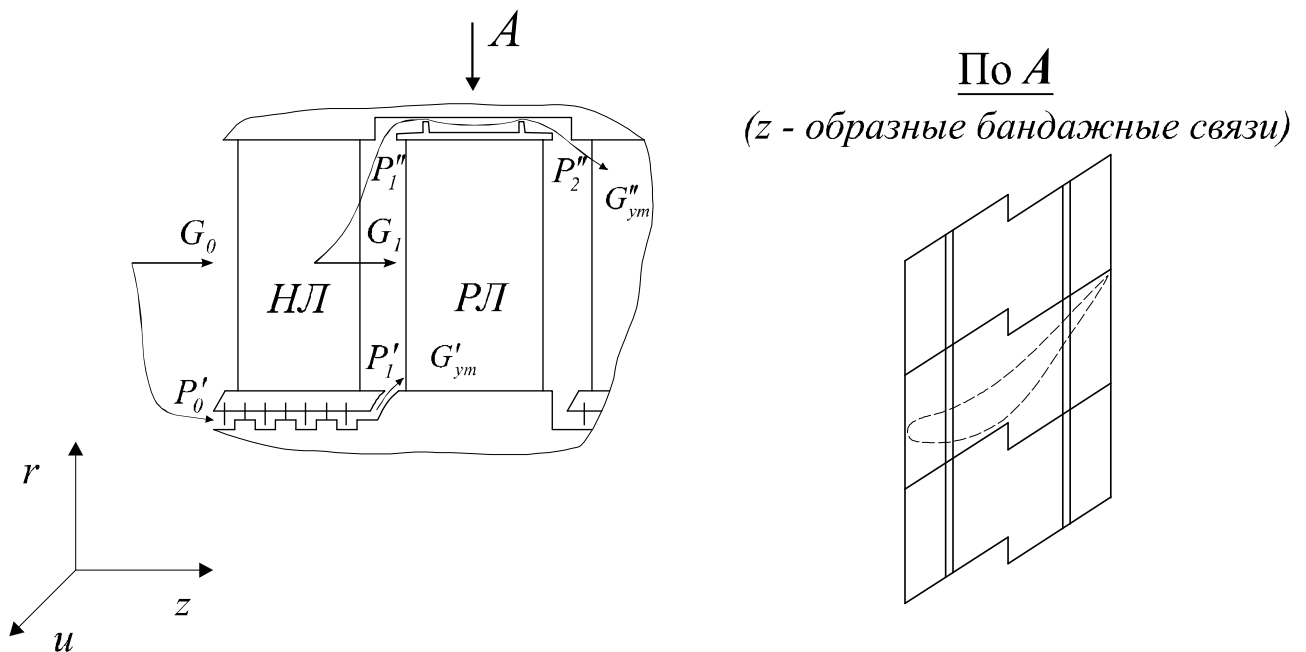 A
По A
(z - образные бандажные связи)
P₁″
P₂″
G″ут
G₀
G₁
НЛ
РЛ
P₁′
G′ут
P₀′
r
z
u